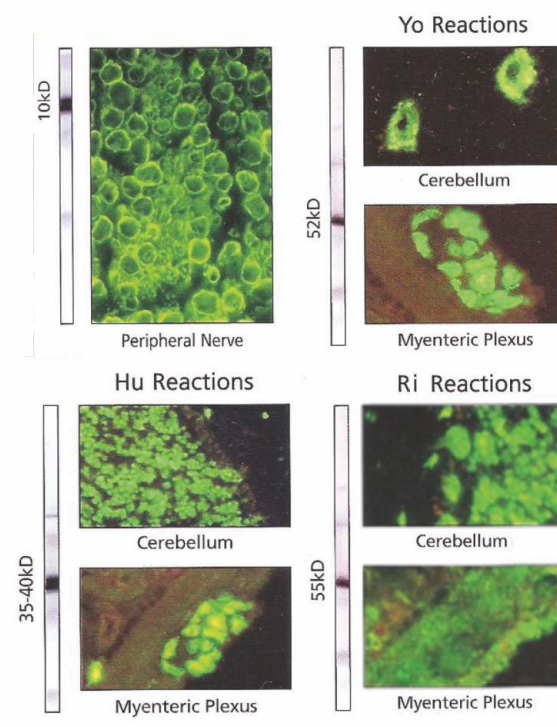 10kD
Peripheral Nerve
Yo Reactions
52kD
Cerebellum
Myenteric Plexus
Hu Reactions
35-40kD
Cerebellum
Myenteric Plexus
Ri Reactions
55kD
Cerebellum
Myenteric Plexus